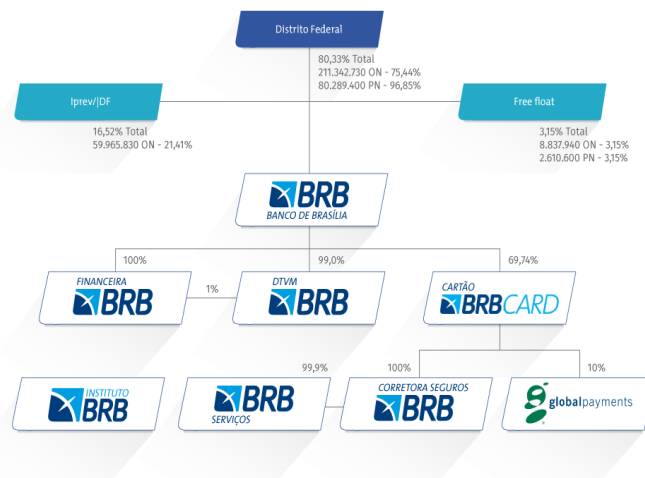 Distrito Federal
80,33% Total
211.342.730 ON - 75,44%
80.289.400 PN - 96,85%
Iprev/|DF
Free float
16,52% Total
59.965.830 ON - 21,41%
3,15% Total
8.837.940 ON - 3,15%
2.610.600 PN - 3,15%
BRB
BANCO DE BRASÍLIA
100%
99,0%
69,74%
FINANCEIRA
BRB
1%
DTVM
BRB
CARTÃO
BRBCARD
99,9%
100%
10%
INSTITUTO
BRB
BRB
SERVIÇOS
CORRETORA SEGUROS
BRB
globalpayments